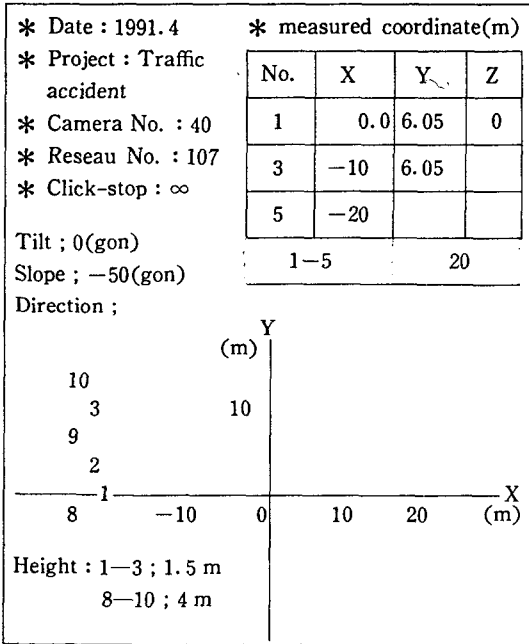 * Date : 1991.4
* Project : Traffic
accident
* Camera No. : 40
* Reseau No. : 107
* Click-stop : ∞
Tilt ; 0(gon)
Slope ; −50(gon)
Direction ;
* measured coordinate(m)
No. X Y Z
1 0.0 6.05 0
3 −10 6.05
5 −20
1−5 20
Y
(m)
10
3 10
9
2
1 X
8 −10 0 10 20 (m)
Height : 1−3 ; 1.5 m
8−10 ; 4 m